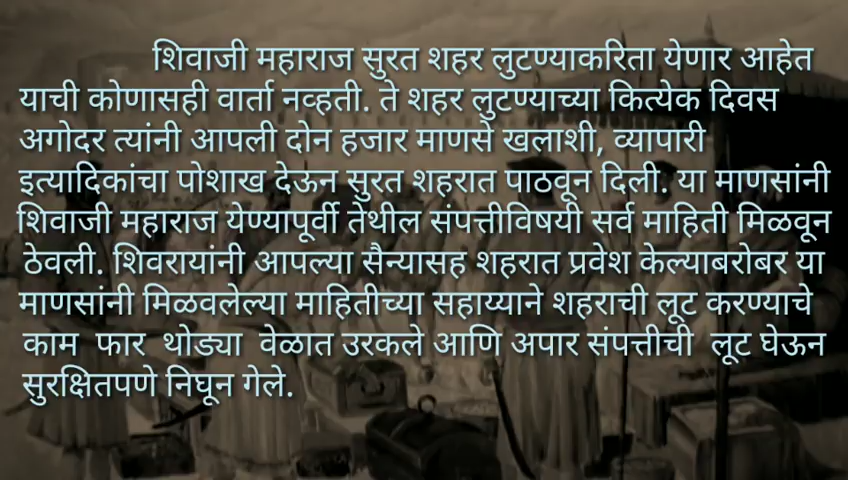 शिवाजी महाराज सुरत शहर लुटण्याकरिता येणार आहेत
याची कोणासही वार्ता नव्हती. ते शहर लुटण्याच्या कित्येक दिवस
अगोदर त्यांनी आपली दोन हजार माणसे खलाशी, व्यापारी
इत्यादिकांचा पोशाख देऊन सुरत शहरात पाठवून दिली. या माणसांनी
शिवाजी महाराज येण्यापूर्वी तेथील संपत्तीविषयी सर्व माहिती मिळवून
ठेवली. शिवरायांनी आपल्या सैन्यासह शहरात प्रवेश केल्याबरोबर या
माणसांनी मिळवलेल्या माहितीच्या सहाय्याने शहराची लूट करण्याचे
काम फार थोड्या वेळात उरकले आणि अपार संपत्तीची लूट घेऊन
सुरक्षितपणे निघून गेले.